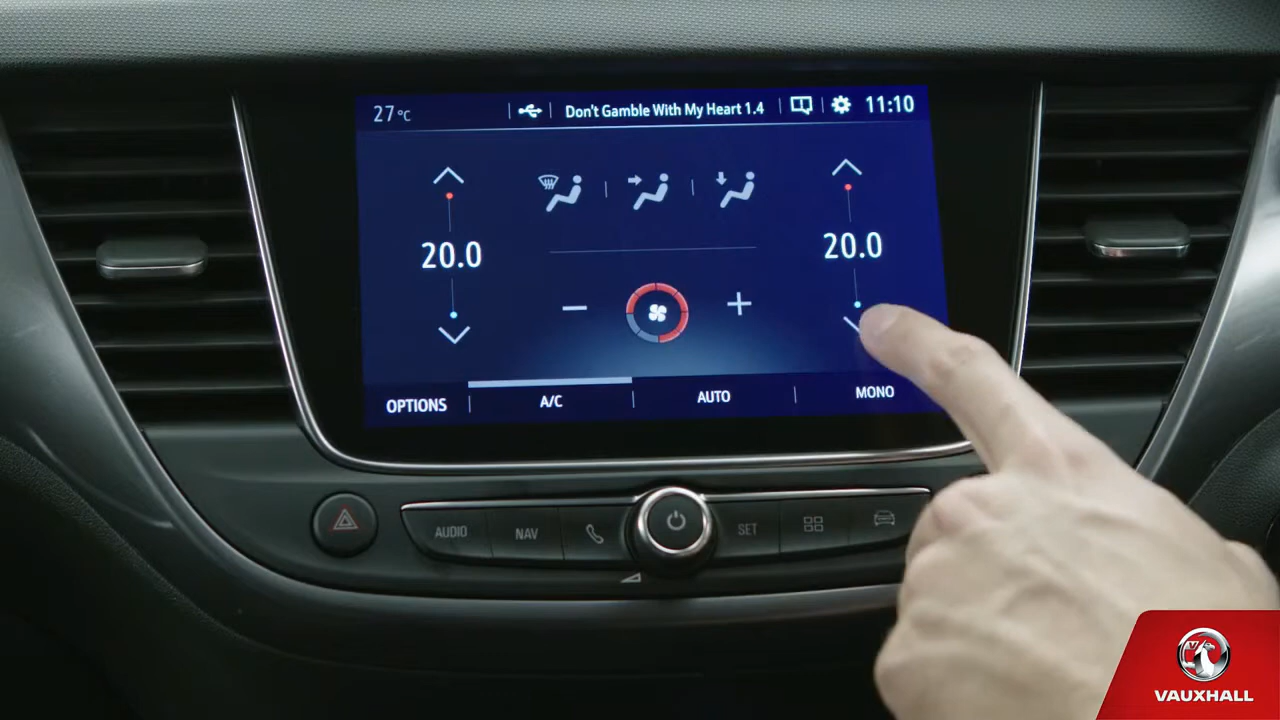 27°C
Don't Gamble With My Heart 1.4
11:10
20.0
20.0
OPTIONS
A/C
AUTO
MONO
AUDIO
NAV
SET
VAUXHALL